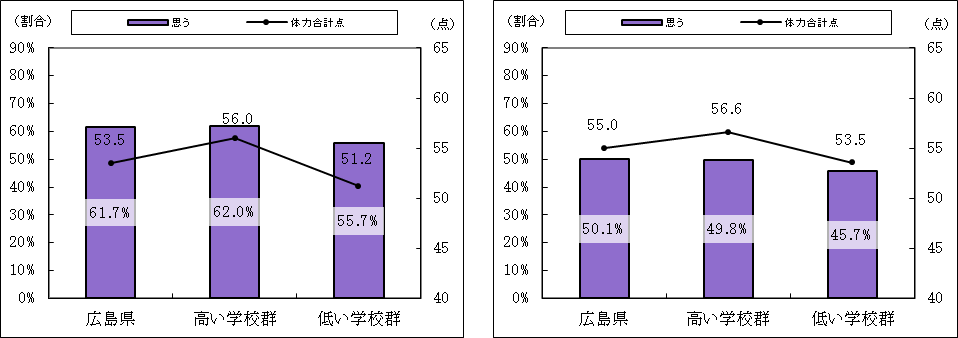 (割合) 思う 体力合計点 (点)
90% 65
80%
70% 60
60% 53.5 56.0 51.2
50% 55
40% 50
30% 61.7% 62.0% 55.7%
20% 45
10%
0% 40
広島県 高い学校群 低い学校群
(割合) 思う 体力合計点 (点)
90% 65
80%
70% 60
60% 55.0 56.6 53.5
50% 55
40% 50
30%
20% 50.1% 49.8% 45.7% 45
10%
0% 40
広島県 高い学校群 低い学校群